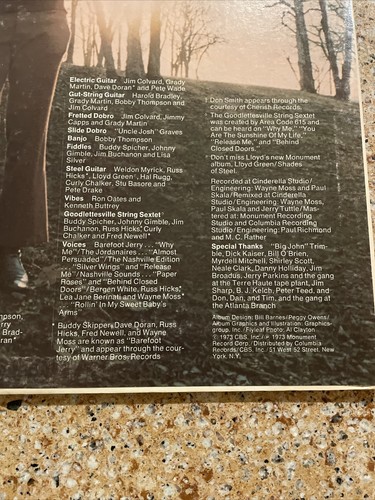 Electric Guitar Jim Colvard, Grady
Martin, Dave Doran* and Pete Wade
Gut-String Guitar Harold Bradley,
Grady Martin, Bobby Thompson and
Jim Colvard
Fretted Dobro Jim Colvard, Jimmy
Capps and Grady Martin
Slide Dobro "Uncle Josh" Graves
Banjo Bobby Thompson
Fiddles Buddy Spicher, Johnny
Gimble, Jim Buchanan and Lisa
Silver
Steel Guitar Weldon Myrick, Russ
Hicks*, Lloyd Green†, Hal Rugg,
Curly Chalker, Stu Basore and
Pete Drake
Vibes Ron Oates and
Kenneth Buttrey
Goodlettesville String Sextet
Buddy Spicher, Johnny Gimble, Jim
Buchanan, Russ Hicks, Curly
Chalker and Fred Newell*
Voices Barefoot Jerry ... "Why
Me"/The Jordanaires ... "Almost
Persuaded"/The Nashville Edition
... "Silver Wings" and "Release
Me"/Nashville Sounds ... "Paper
Roses" and "Behind Closed
Doors"/Bergen White, Russ Hicks*,
Lea Jane Berinati and Wayne Moss*
... "Rollin' In My Sweet Baby's
Arms"
*Buddy Skipper, Dave Doran, Russ
Hicks, Fred Newell, and Wayne
Moss are known as "Barefoot
Jerry" and appear through the cour-
tesy of Warner Bros. Records
Don Smith appears through the
courtesy of Cherish Records.
The Goodlettesville String Sextet
was created by Area Code 615 and
can be heard on "Why Me," "You
Are The Sunshine Of My Life,"
"Release Me," and "Behind
Closed Doors."
Don't miss Lloyd's new Monument
album, Lloyd Green/Shades
of Steel.
Recorded at Cinderella Studio/
Engineering: Wayne Moss and Paul
Skala/Remixed at Cinderella
Studio/Engineering: Wayne Moss,
Paul Skala and Jerry Tuttle/Mas-
tered at: Monument Recording
Studio and Columbia Recording
Studio/Engineering: Paul Richmond
and M. C. Rather
Special Thanks "Big John" Trim-
ble, Dick Kaiser, Bill O'Brien,
Myrdell Mitchell, Shirley Scott,
Neale Clark, Danny Holliday, Jim
Broadus, Jerry Parkins and the gang
at the Terre Haute tape plant, Jim
Sharp, B. J. Kelch, Peter Tedd, and
Don, Dan, and Tim, and the gang at
Atlanta Branch
Album Design: Bill Barnes/Peggy Owens/
Album Graphics and Illustration: Graphics-
group, Inc./Flyleaf Photo: Al Clayton
© 1973 CBS, Inc./℗ 1973 Monument
Record Corp./Distributed by Columbia
Records/CBS, Inc./51 West 52 Street, New
York, N.Y.
mpson,
rry
Brad-
ran*